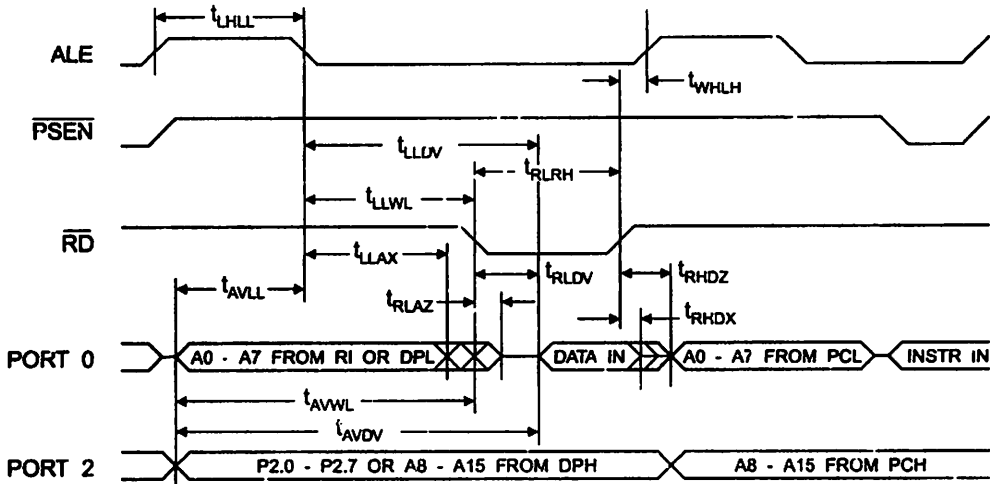 tLHLL
ALE
tWHLH
PSEN
tLLDV
tRLRH
tLLWL
RD
tLLAX
tRLDV
tRHDZ
tAVLL
tRLAZ
tRHDX
PORT 0
A0 - A7 FROM RI OR DPL
DATA IN
A0 - A7 FROM PCL
INSTR IN
tAVWL
tAVDV
PORT 2
P2.0 - P2.7 OR A8 - A15 FROM DPH
A8 - A15 FROM PCH